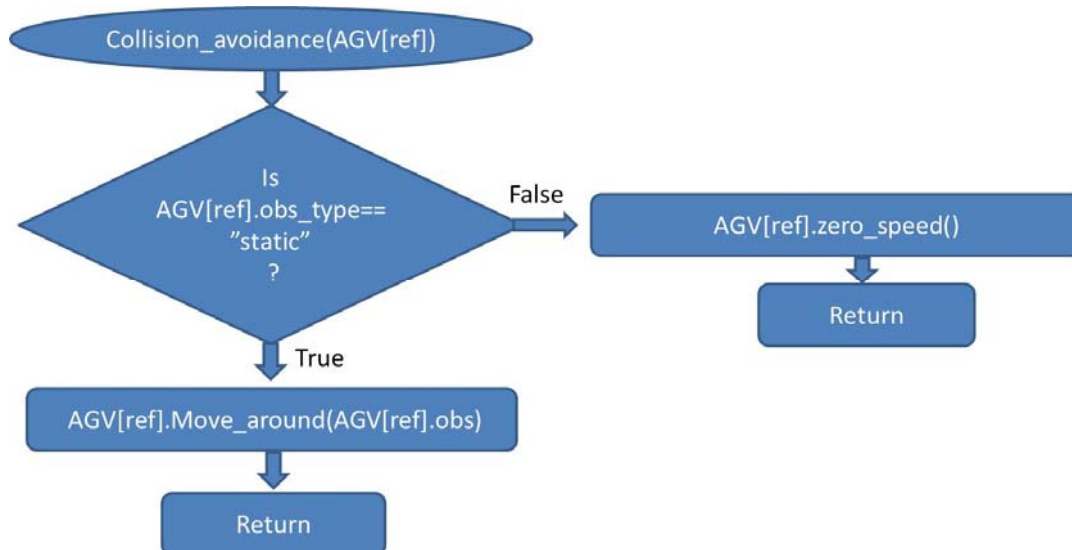 Collision_avoidance(AGV[ref])
Is
AGV[ref].obs_type==
”static”
?
False
AGV[ref].zero_speed()
Return
True
AGV[ref].Move_around(AGV[ref].obs)
Return